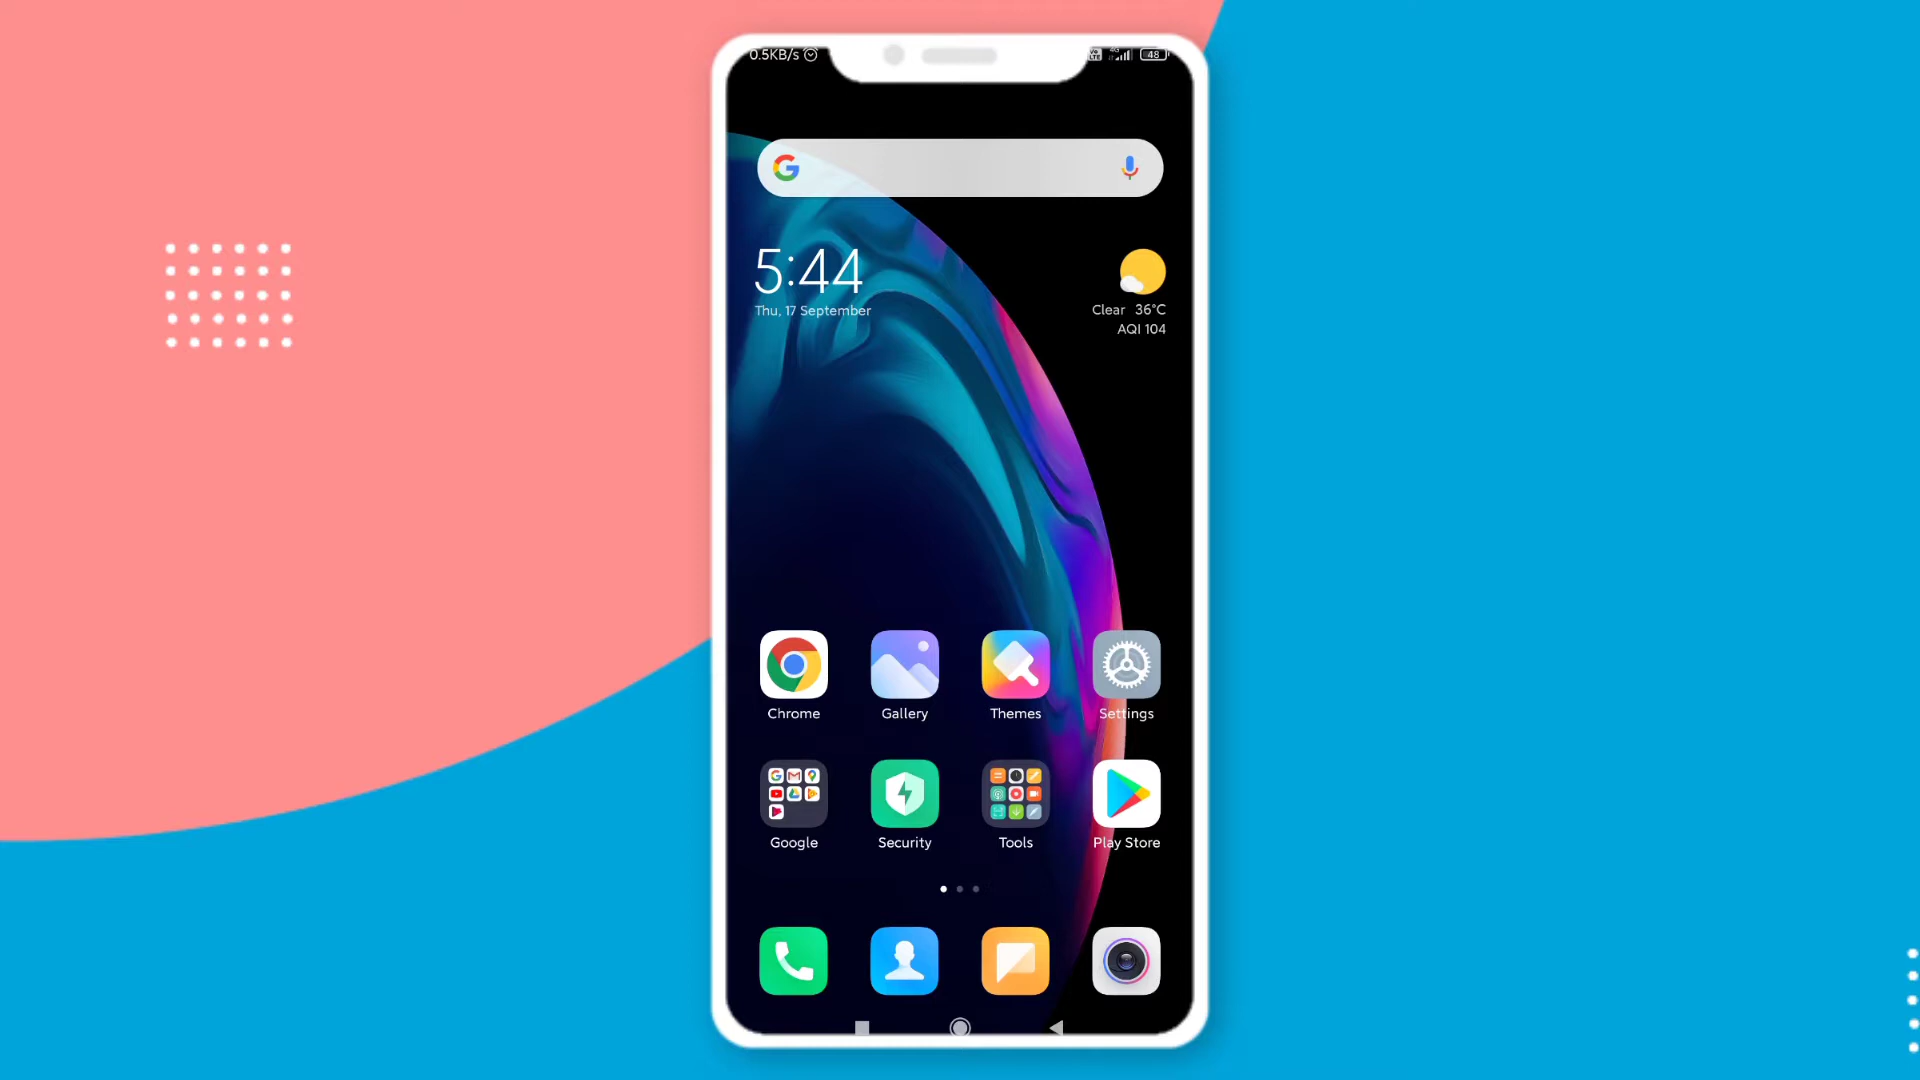 0.5KB/s
4G
48
5:44
Thu, 17 September
Clear 36°C
AQI 104
Chrome
Gallery
Themes
Settings
Google
Security
Tools
Play Store